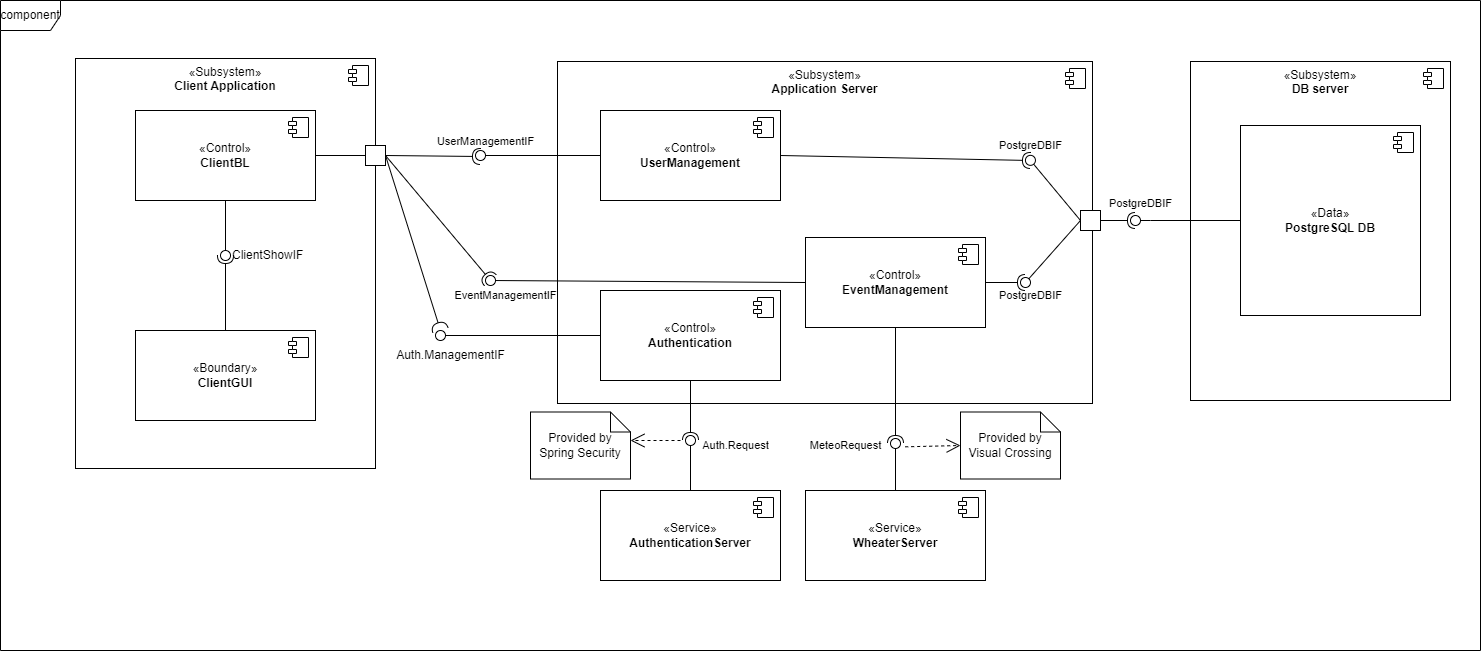 component
«Subsystem»
Client Application
«Control»
ClientBL
ClientShowIF
«Boundary»
ClientGUI
UserManagementIF
EventManagementIF
Auth.ManagementIF
«Subsystem»
Application Server
«Control»
UserManagement
«Control»
EventManagement
«Control»
Authentication
PostgreDBIF
PostgreDBIF
PostgreDBIF
«Subsystem»
DB server
«Data»
PostgreSQL DB
Provided by
Spring Security
Auth.Request
MeteoRequest
Provided by
Visual Crossing
«Service»
AuthenticationServer
«Service»
WheaterServer